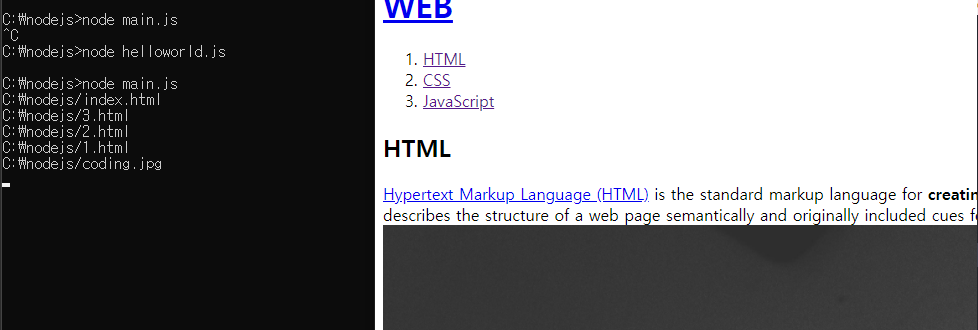 C:₩nodejs>node main.js
^C
C:₩nodejs>node helloworld.js
C:₩nodejs>node main.js
C:₩nodejs/index.html
C:₩nodejs/3.html
C:₩nodejs/2.html
C:₩nodejs/1.html
C:₩nodejs/coding.jpg
WEB
1. HTML
2. CSS
3. JavaScript
HTML
Hypertext Markup Language (HTML) is the standard markup language for creatin
describes the structure of a web page semantically and originally included cues f